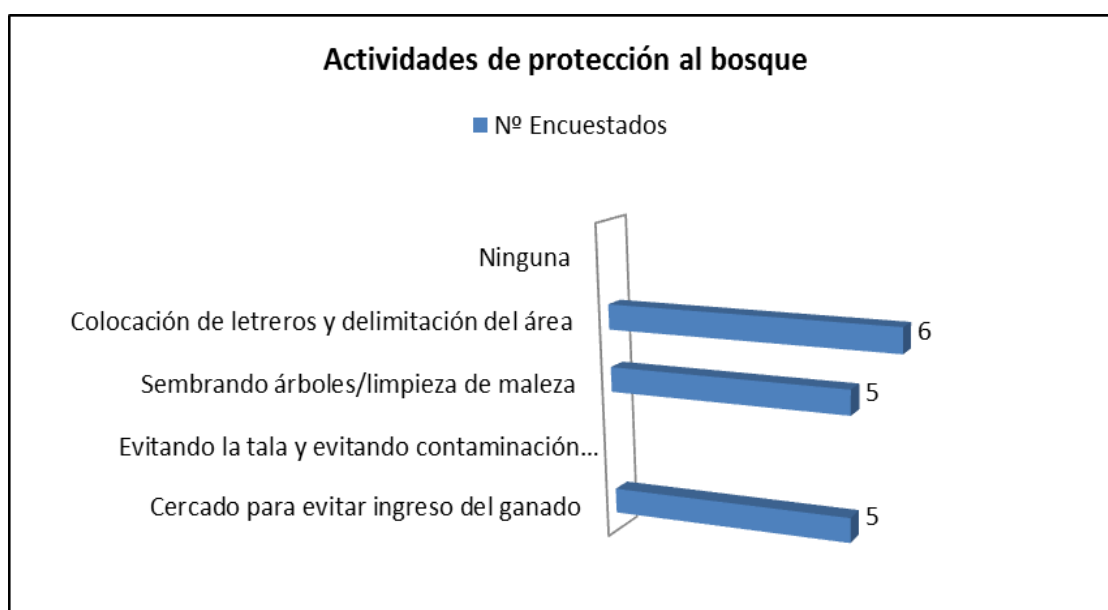 Actividades de protección al bosque
Nº Encuestados
Ninguna
Colocación de letreros y delimitación del área
6
Sembrando árboles/limpieza de maleza
5
Evitando la tala y evitando contaminación...
Cercado para evitar ingreso del ganado
5